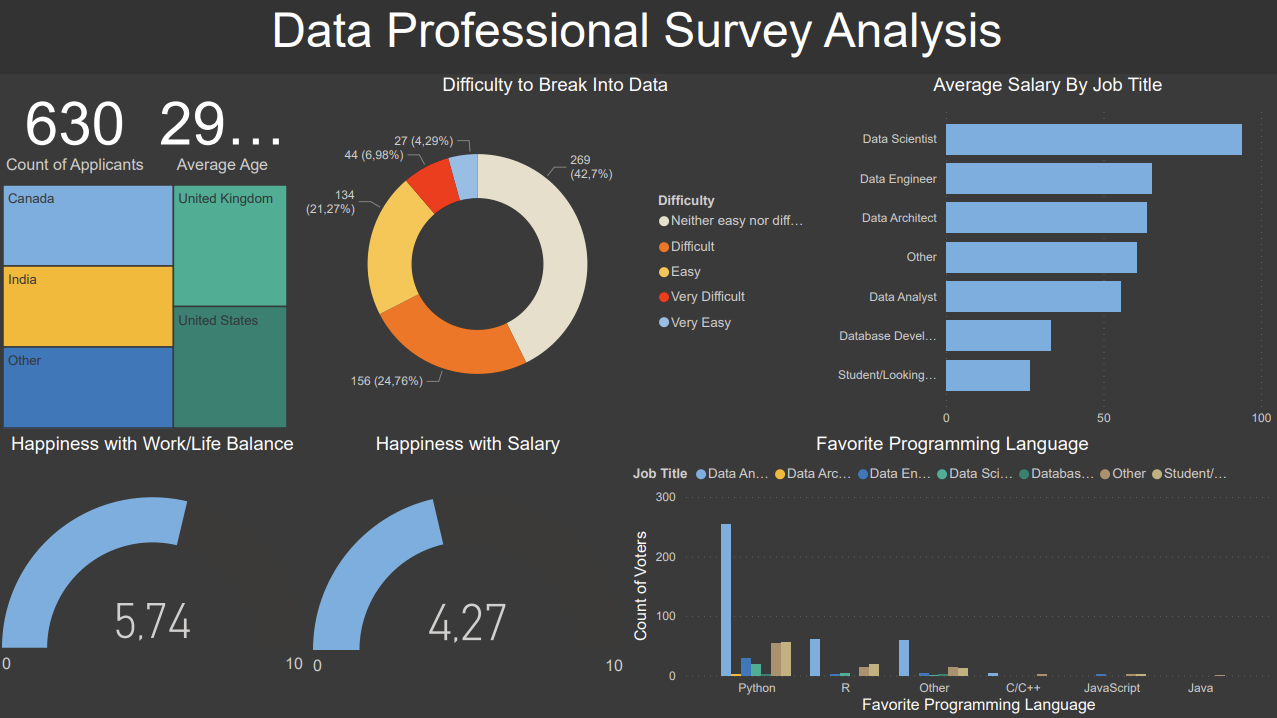 Data Professional Survey Analysis
630
Count of Applicants
29…
Average Age
Canada
United Kingdom
India
United States
Other
Difficulty to Break Into Data
27 (4,29%)
44 (6,98%)
134
(21,27%)
269
(42,7%)
156 (24,76%)
Difficulty
Neither easy nor diff…
Difficult
Easy
Very Difficult
Very Easy
Average Salary By Job Title
Data Scientist
Data Engineer
Data Architect
Other
Data Analyst
Database Devel…
Student/Looking…
0 50 100
Happiness with Work/Life Balance
5,74
0 10
Happiness with Salary
4,27
0 10
Favorite Programming Language
Job Title Data An… Data Arc… Data En… Data Sci… Databas… Other Student/…
Count of Voters
300
200
100
0
Python R Other C/C++ JavaScript Java
Favorite Programming Language